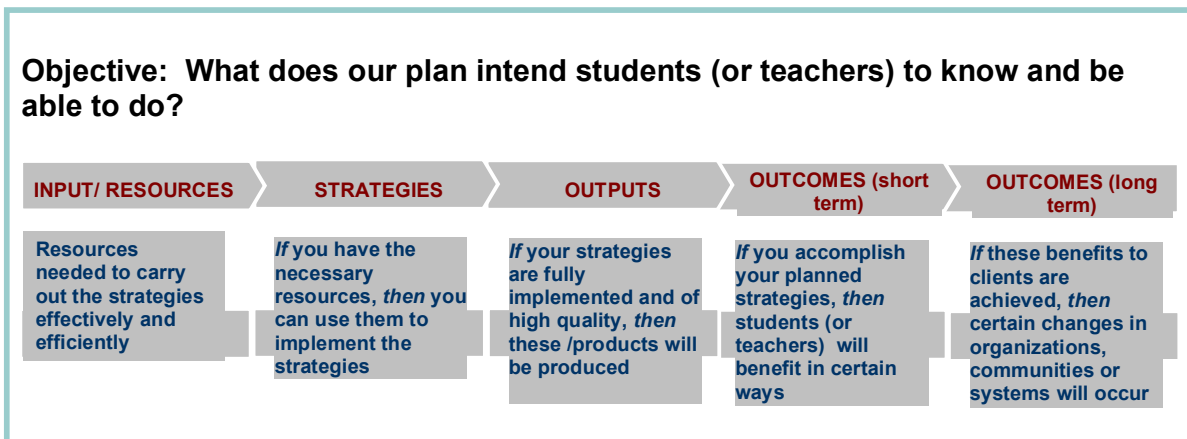 Objective:  What does our plan intend students (or teachers) to know and be
able to do?
INPUT/ RESOURCES
STRATEGIES
OUTPUTS
OUTCOMES (short
term)
OUTCOMES (long
term)
Resources
needed to carry
out the strategies
effectively and
efficiently
If you have the
necessary
resources, then you
can use them to
implement the
strategies
If your strategies
are fully
implemented and of
high quality, then
these /products will
be produced
If you accomplish
your planned
strategies, then
students (or
teachers)  will
benefit in certain
ways
If these benefits to
clients are
achieved, then
certain changes in
organizations,
communities or
systems will occur